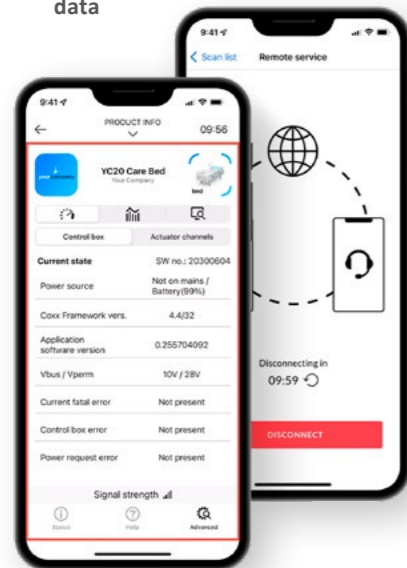 data
9:41
Scan list
Remote service
Disconnecting in
09:59
DISCONNECT
9:41
PRODUCT INFO
09:56
your company
YC20 Care Bed
Your Company
bed
Control box
Actuator channels
Current state
SW no.: 20300604
Power source
Not on mains /
Battery(99%)
Coxx Framework vers.
4.4/32
Application
software version
0.255704092
Vbus / Vperm
10V / 28V
Current fatal error
Not present
Control box error
Not present
Power request error
Not present
Signal strength
Status
Help
Advanced